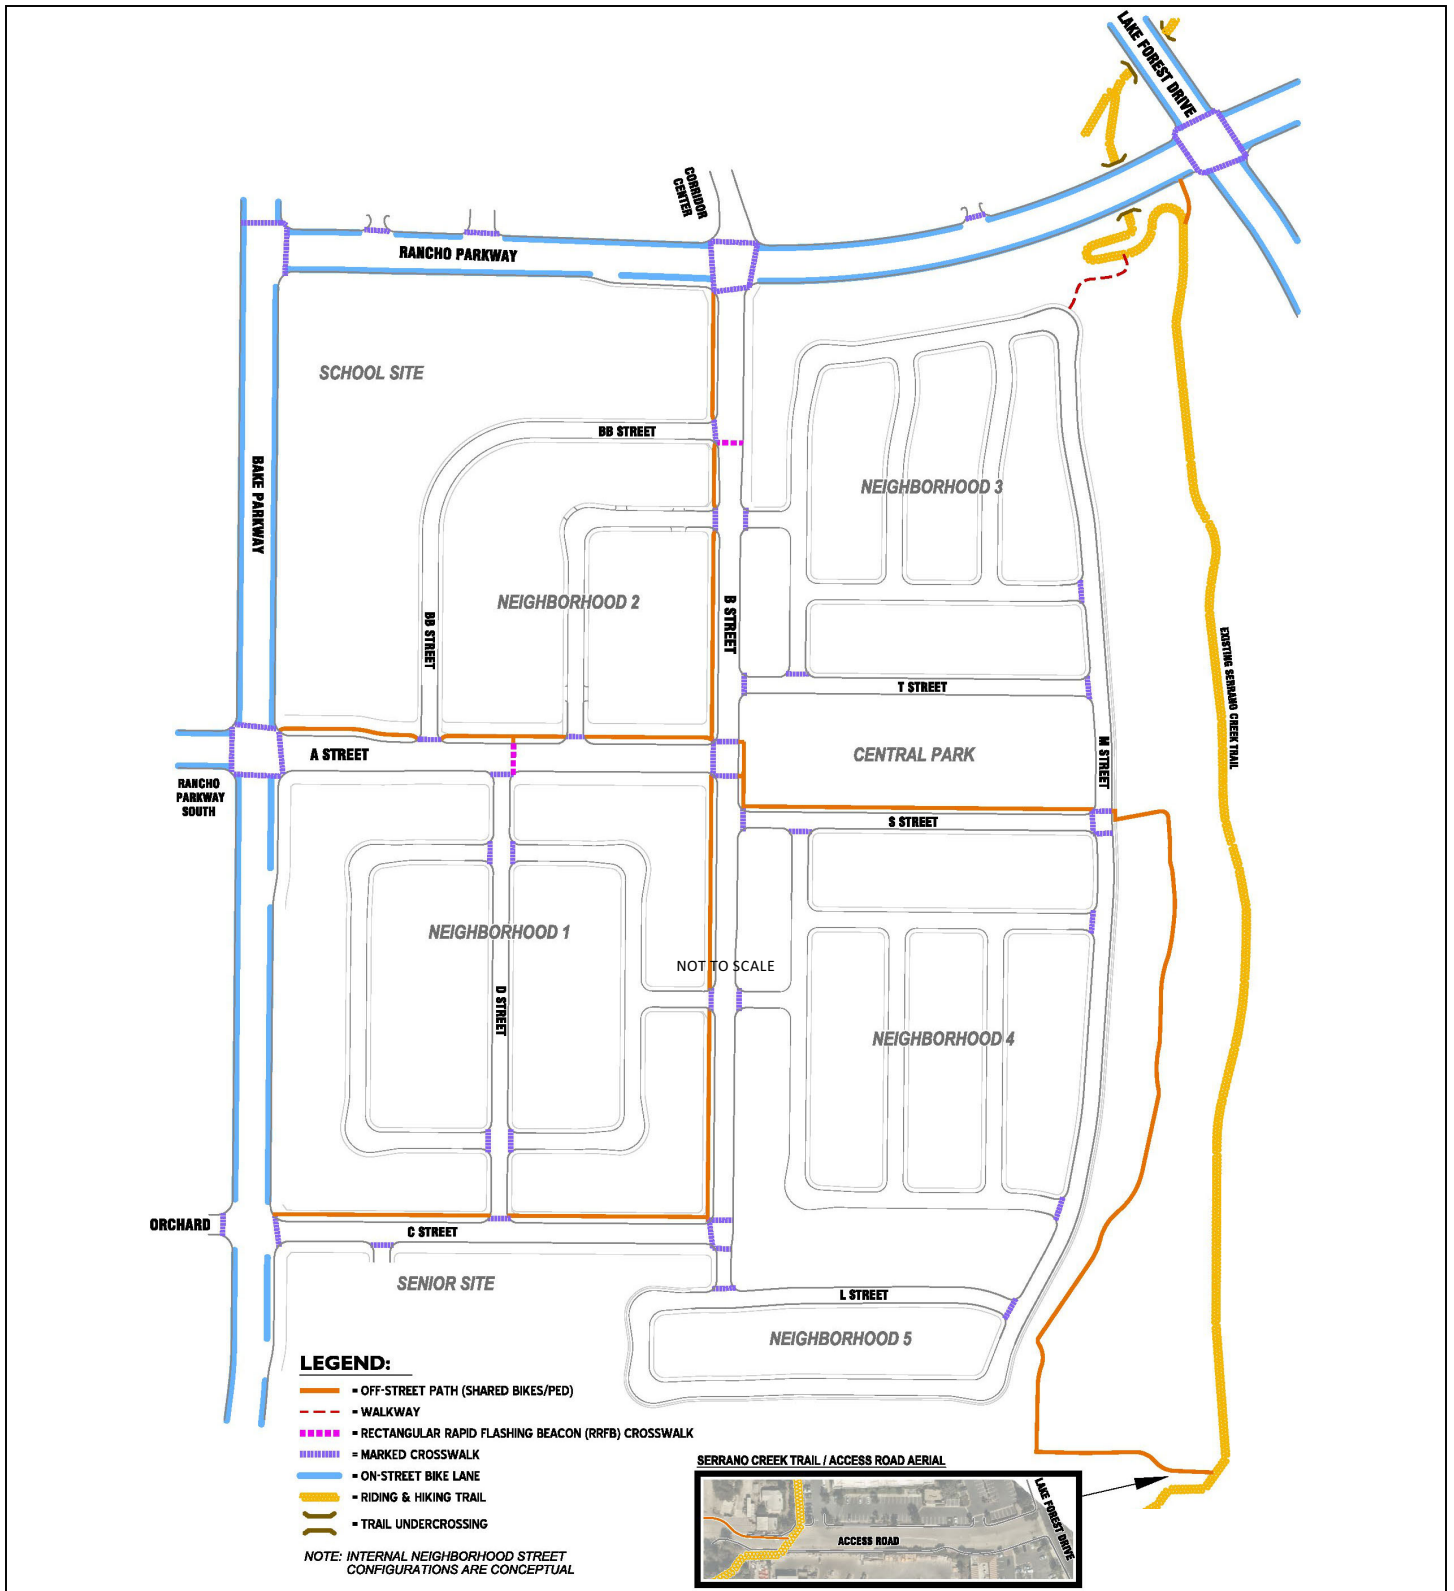 LAKE FOREST DRIVE
CORRIDOR
CENTER
RANCHO PARKWAY
SCHOOL SITE
BB STREET
BAKE PARKWAY
NEIGHBORHOOD 3
NEIGHBORHOOD 2
BB STREET
B STREET
EXISTING SERRANO CREEK TRAIL
T STREET
A STREET
CENTRAL PARK
M STREET
RANCHO
PARKWAY
SOUTH
S STREET
NEIGHBORHOOD 1
NOT TO SCALE
D STREET
NEIGHBORHOOD 4
ORCHARD
C STREET
SENIOR SITE
L STREET
NEIGHBORHOOD 5
LEGEND:
= OFF-STREET PATH (SHARED BIKES/PED)
= WALKWAY
= RECTANGULAR RAPID FLASHING BEACON (RRFB) CROSSWALK
= MARKED CROSSWALK
= ON-STREET BIKE LANE
= RIDING & HIKING TRAIL
= TRAIL UNDERCROSSING
NOTE: INTERNAL NEIGHBORHOOD STREET
CONFIGURATIONS ARE CONCEPTUAL
SERRANO CREEK TRAIL / ACCESS ROAD AERIAL
ACCESS ROAD
LAKE FOREST DRIVE